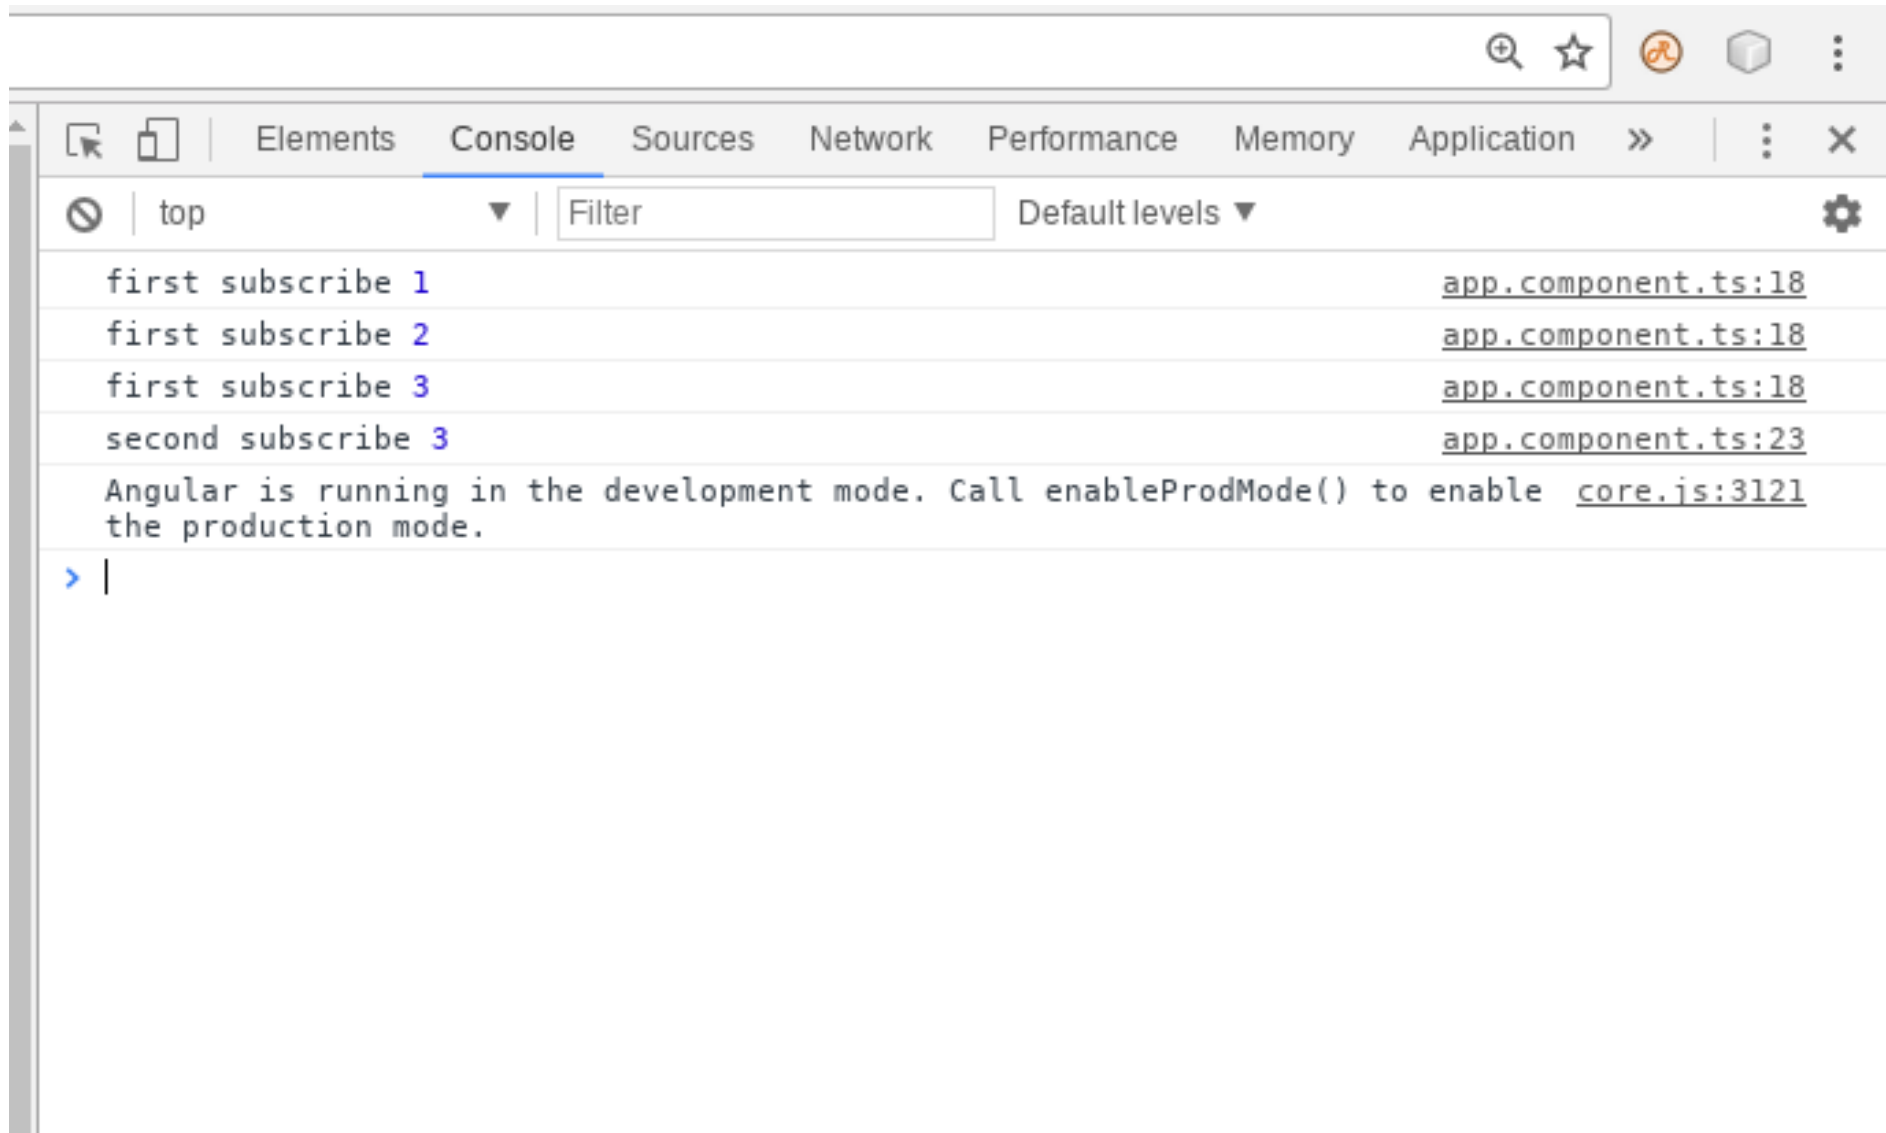 Elements Console Sources Network Performance Memory Application »
top Filter Default levels
first subscribe 1 app.component.ts:18
first subscribe 2 app.component.ts:18
first subscribe 3 app.component.ts:18
second subscribe 3 app.component.ts:23
Angular is running in the development mode. Call enableProdMode() to enable core.js:3121
the production mode.